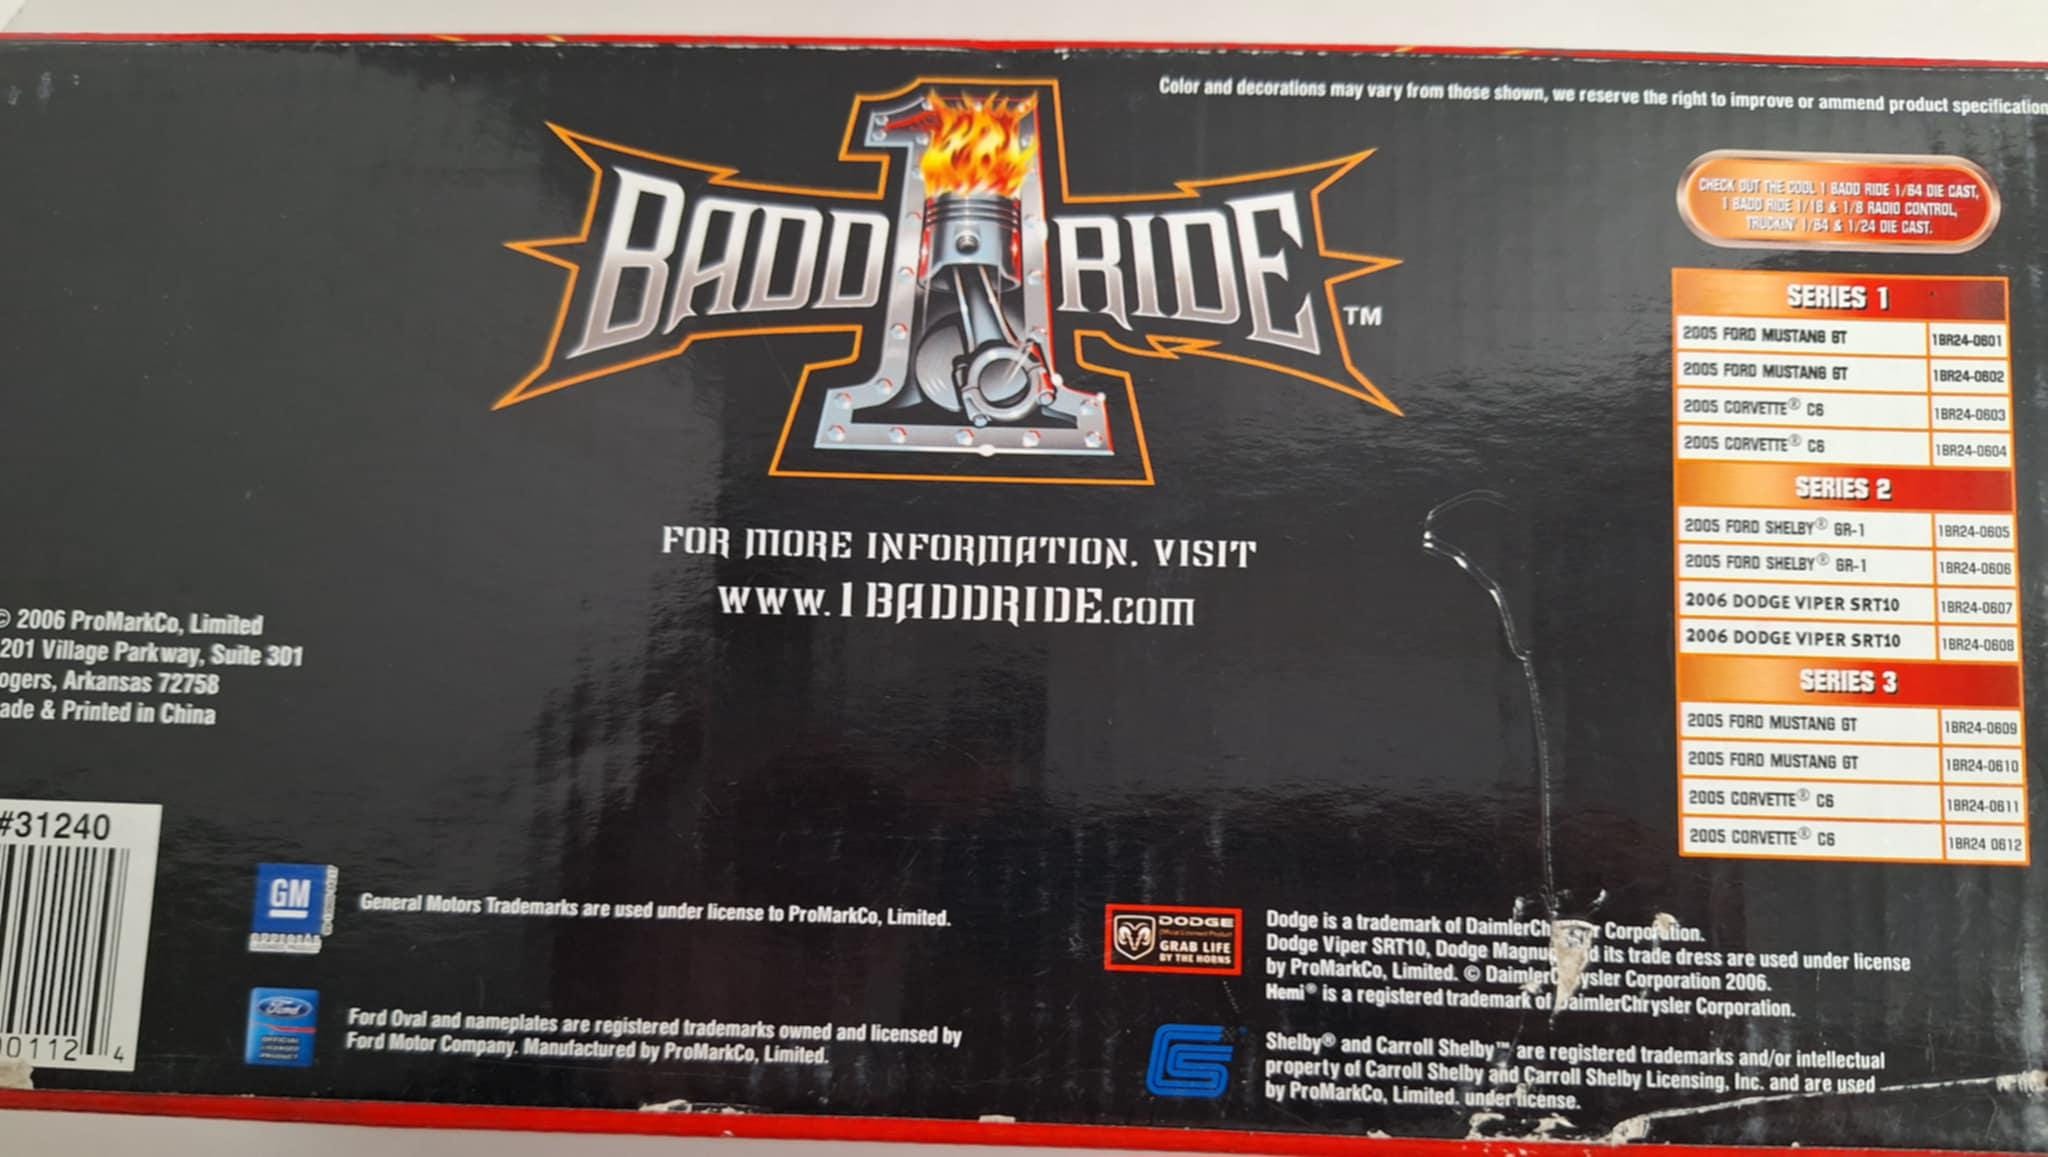 Color and decorations may vary from those shown, we reserve the right to improve or ammend product specification
BADD 1 RIDE TM
FOR MORE INFORMATION, VISIT
www.1BADDRIDE.com
CHECK OUT THE COOL 1 BADD RIDE 1/64 DIE CAST,
1 BADD RIDE 1/18 & 1/8 RADIO CONTROL,
TRUCKIN' 1/64 & 1/24 DIE CAST.
SERIES 1
2005 FORD MUSTANG GT 1BR24-0601
2005 FORD MUSTANG GT 1BR24-0602
2005 CORVETTE® C6 1BR24-0603
2005 CORVETTE® C6 1BR24-0604
SERIES 2
2005 FORD SHELBY® GR-1 1BR24-0605
2005 FORD SHELBY® GR-1 1BR24-0606
2006 DODGE VIPER SRT10 1BR24-0607
2006 DODGE VIPER SRT10 1BR24-0608
SERIES 3
2005 FORD MUSTANG GT 1BR24-0609
2005 FORD MUSTANG GT 1BR24-0610
2005 CORVETTE® C6 1BR24-0611
2005 CORVETTE® C6 1BR24 0612
© 2006 ProMarkCo, Limited
201 Village Parkway, Suite 301
ogers, Arkansas 72758
ade & Printed in China
#31240
00112 4
GM
General Motors Trademarks are used under license to ProMarkCo, Limited.
Ford
OFFICIAL
LICENSED
PRODUCT
Ford Oval and nameplates are registered trademarks owned and licensed by
Ford Motor Company. Manufactured by ProMarkCo, Limited.
DODGE
Official Licensed Product
GRAB LIFE
BY THE HORNS
Dodge is a trademark of DaimlerCh r Corporation.
Dodge Viper SRT10, Dodge Magnu d its trade dress are used under license
by ProMarkCo, Limited. © DaimlerC ysler Corporation 2006.
Hemi® is a registered trademark of DaimlerChrysler Corporation.
CS
Shelby® and Carroll Shelby™ are registered trademarks and/or intellectual
property of Carroll Shelby and Carroll Shelby Licensing, Inc. and are used
by ProMarkCo, Limited. under license.